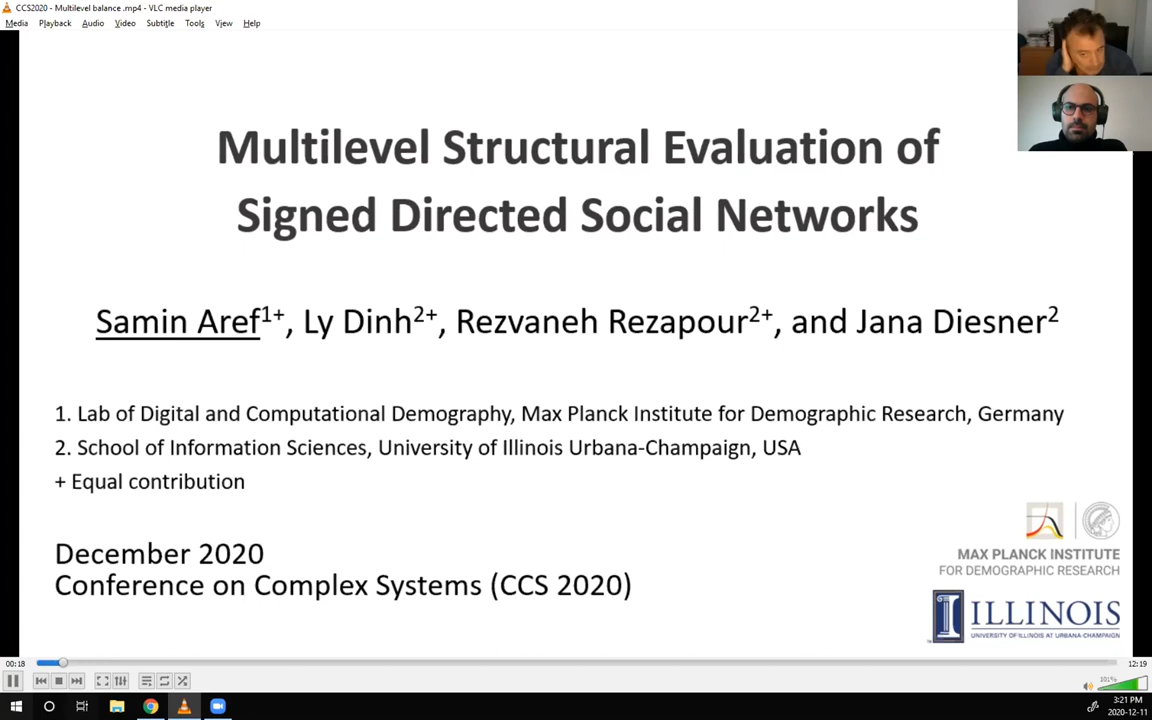 CCS2020 - Multilevel balance .mp4 - VLC media player
Media Playback Audio Video Subtitle Tools View Help
Multilevel Structural Evaluation of
Signed Directed Social Networks
Samin Aref1+, Ly Dinh2+, Rezvaneh Rezapour2+, and Jana Diesner2
1. Lab of Digital and Computational Demography, Max Planck Institute for Demographic Research, Germany
2. School of Information Sciences, University of Illinois Urbana-Champaign, USA
+ Equal contribution
December 2020
Conference on Complex Systems (CCS 2020)
MAX PLANCK INSTITUTE
FOR DEMOGRAPHIC RESEARCH
ILLINOIS
UNIVERSITY OF ILLINOIS AT URBANA-CHAMPAIGN
00:18
12:19
101%
3:21 PM
2020-12-11